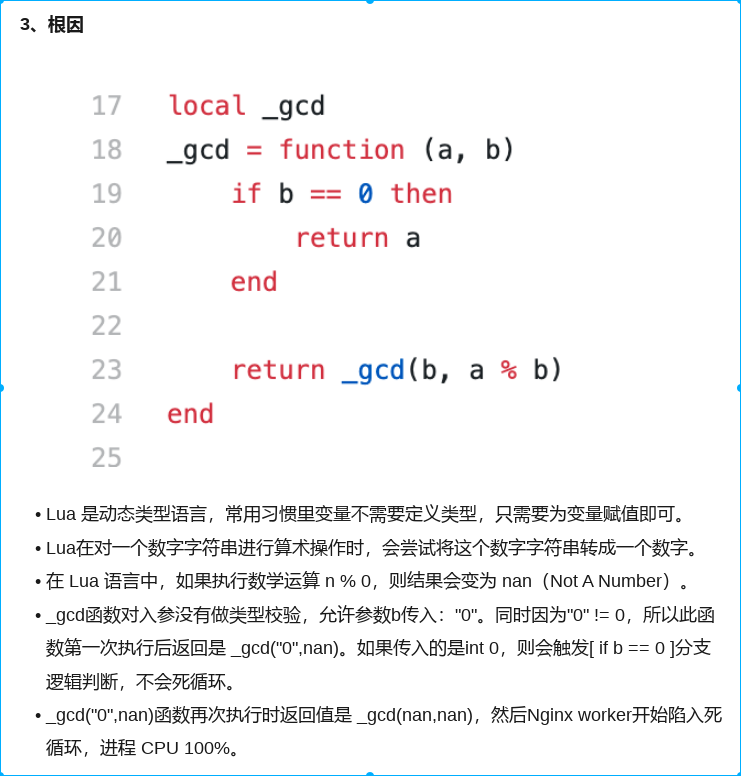 3、根因
17 local _gcd
18 _gcd = function (a, b)
19 if b == 0 then
20 return a
21 end
22
23 return _gcd(b, a % b)
24 end
25
• Lua 是动态类型语言，常用习惯里变量不需要定义类型，只需要为变量赋值即可。
• Lua在对一个数字字符串进行算术操作时，会尝试将这个数字字符串转成一个数字。
• 在 Lua 语言中，如果执行数学运算 n % 0，则结果会变为 nan（Not A Number）。
• _gcd函数对入参没有做类型校验，允许参数b传入："0"。同时因为"0" != 0，所以此函
数第一次执行后返回是 _gcd("0",nan)。如果传入的是int 0，则会触发[ if b == 0 ]分支
逻辑判断，不会死循环。
• _gcd("0",nan)函数再次执行时返回值是 _gcd(nan,nan)，然后Nginx worker开始陷入死
循环，进程 CPU 100%。